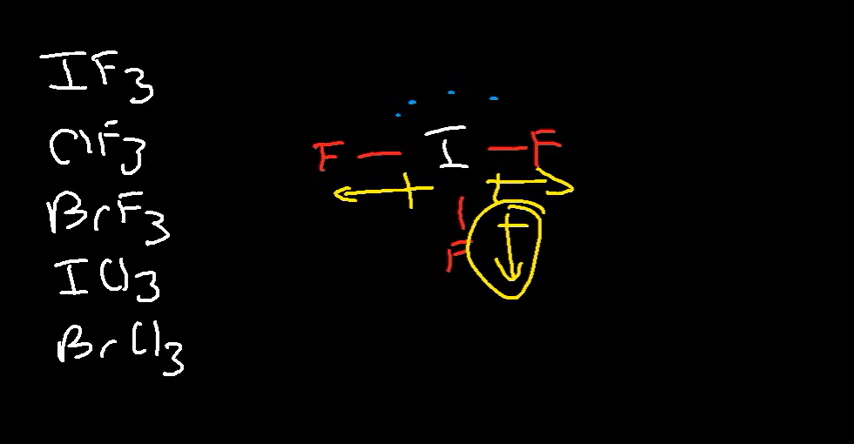 IF3
ClF3
BrF3
ICl3
BrCl3
F — I — F
|
F